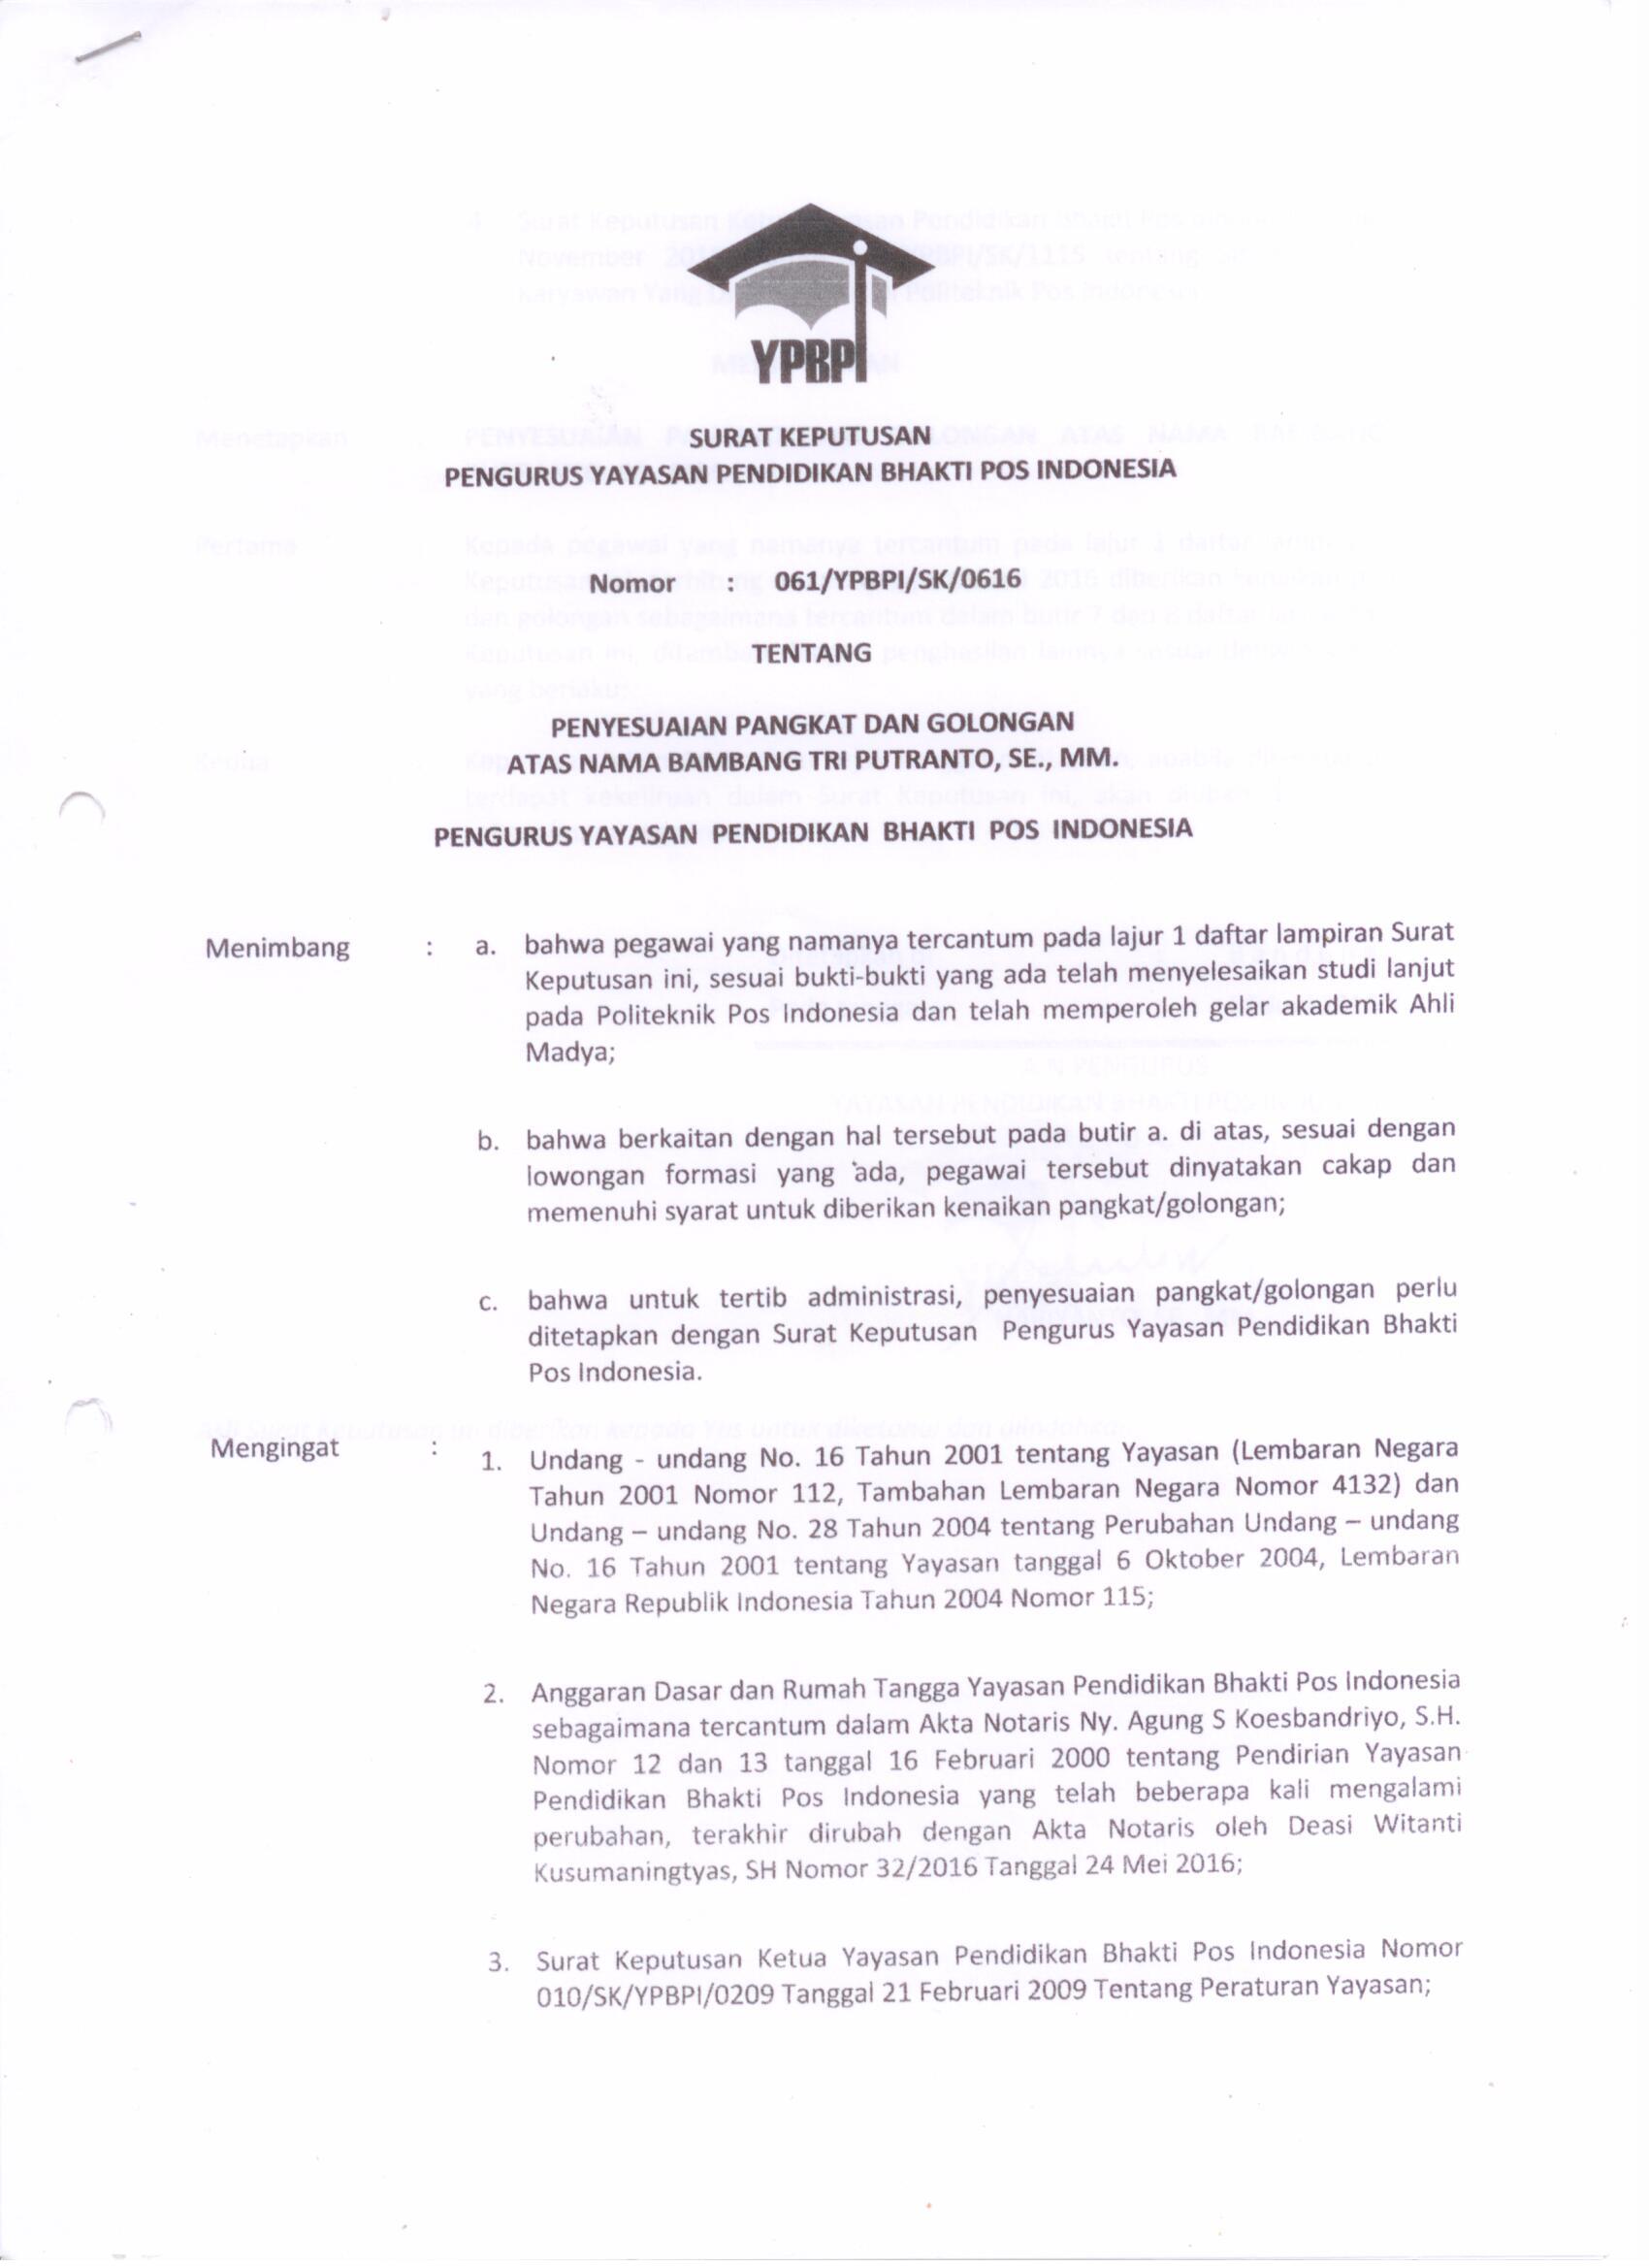 YPBPI
SURAT KEPUTUSAN
PENGURUS YAYASAN PENDIDIKAN BHAKTI POS INDONESIA
Nomor : 061/YPBPI/SK/0616
TENTANG
PENYESUAIAN PANGKAT DAN GOLONGAN
ATAS NAMA BAMBANG TRI PUTRANTO, SE., MM.
PENGURUS YAYASAN PENDIDIKAN BHAKTI POS INDONESIA
Menimbang : a. bahwa pegawai yang namanya tercantum pada lajur 1 daftar lampiran Surat
Keputusan ini, sesuai bukti-bukti yang ada telah menyelesaikan studi lanjut
pada Politeknik Pos Indonesia dan telah memperoleh gelar akademik Ahli
Madya;
b. bahwa berkaitan dengan hal tersebut pada butir a. di atas, sesuai dengan
lowongan formasi yang ada, pegawai tersebut dinyatakan cakap dan
memenuhi syarat untuk diberikan kenaikan pangkat/golongan;
c. bahwa untuk tertib administrasi, penyesuaian pangkat/golongan perlu
ditetapkan dengan Surat Keputusan Pengurus Yayasan Pendidikan Bhakti
Pos Indonesia.
Mengingat : 1. Undang - undang No. 16 Tahun 2001 tentang Yayasan (Lembaran Negara
Tahun 2001 Nomor 112, Tambahan Lembaran Negara Nomor 4132) dan
Undang – undang No. 28 Tahun 2004 tentang Perubahan Undang – undang
No. 16 Tahun 2001 tentang Yayasan tanggal 6 Oktober 2004, Lembaran
Negara Republik Indonesia Tahun 2004 Nomor 115;
2. Anggaran Dasar dan Rumah Tangga Yayasan Pendidikan Bhakti Pos Indonesia
sebagaimana tercantum dalam Akta Notaris Ny. Agung S Koesbandriyo, S.H.
Nomor 12 dan 13 tanggal 16 Februari 2000 tentang Pendirian Yayasan
Pendidikan Bhakti Pos Indonesia yang telah beberapa kali mengalami
perubahan, terakhir dirubah dengan Akta Notaris oleh Deasi Witanti
Kusumaningtyas, SH Nomor 32/2016 Tanggal 24 Mei 2016;
3. Surat Keputusan Ketua Yayasan Pendidikan Bhakti Pos Indonesia Nomor
010/SK/YPBPI/0209 Tanggal 21 Februari 2009 Tentang Peraturan Yayasan;